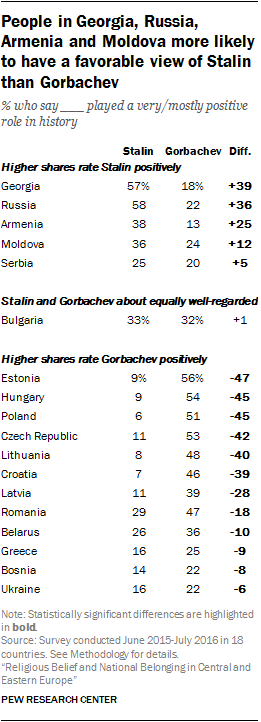 People in Georgia, Russia,
Armenia and Moldova more likely
to have a favorable view of Stalin
than Gorbachev
% who say ___ played a very/mostly positive
role in history
Stalin Gorbachev Diff.
Higher shares rate Stalin positively
Georgia 57% 18% +39
Russia 58 22 +36
Armenia 38 13 +25
Moldova 36 24 +12
Serbia 25 20 +5
Stalin and Gorbachev about equally well-regarded
Bulgaria 33% 32% +1
Higher shares rate Gorbachev positively
Estonia 9% 56% -47
Hungary 9 54 -45
Poland 6 51 -45
Czech Republic 11 53 -42
Lithuania 8 48 -40
Croatia 7 46 -39
Latvia 11 39 -28
Romania 29 47 -18
Belarus 26 36 -10
Greece 16 25 -9
Bosnia 14 22 -8
Ukraine 16 22 -6
Note: Statistically significant differences are highlighted
in bold.
Source: Survey conducted June 2015-July 2016 in 18
countries. See Methodology for details.
“Religious Belief and National Belonging in Central and
Eastern Europe”
PEW RESEARCH CENTER